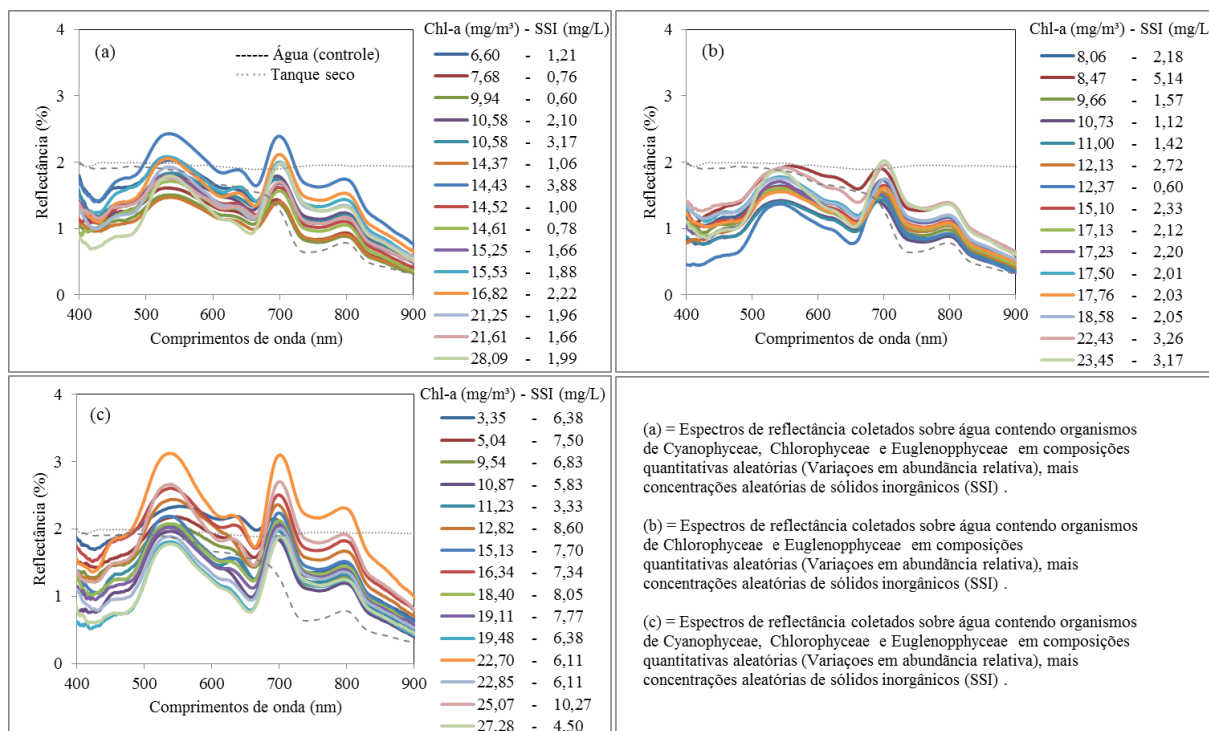 (a)
Água (controle)
Tanque seco
Reflectância (%)
4
3
2
1
0
400 500 600 700 800 900
Comprimentos de onda (nm)
Chl-a (mg/m³) - SSI (mg/L)
6,60 - 1,21
7,68 - 0,76
9,94 - 0,60
10,58 - 2,10
10,58 - 3,17
14,37 - 1,06
14,43 - 3,88
14,52 - 1,00
14,61 - 0,78
15,25 - 1,66
15,53 - 1,88
16,82 - 2,22
21,25 - 1,96
21,61 - 1,66
28,09 - 1,99
(b)
Reflectância (%)
4
3
2
1
0
400 500 600 700 800 900
Comprimentos de onda (nm)
Chl-a (mg/m³) - SSI (mg/L)
8,06 - 2,18
8,47 - 5,14
9,66 - 1,57
10,73 - 1,12
11,00 - 1,42
12,13 - 2,72
12,37 - 0,60
15,10 - 2,33
17,13 - 2,12
17,23 - 2,20
17,50 - 2,01
17,76 - 2,03
18,58 - 2,05
22,43 - 3,26
23,45 - 3,17
(c)
Reflectância (%)
4
3
2
1
0
400 500 600 700 800 900
Comprimentos de onda (nm)
Chl-a (mg/m³) - SSI (mg/L)
3,35 - 6,38
5,04 - 7,50
9,54 - 6,83
10,87 - 5,83
11,23 - 3,33
12,82 - 8,60
15,13 - 7,70
16,34 - 7,34
18,40 - 8,05
19,11 - 7,77
19,48 - 6,38
22,70 - 6,11
22,85 - 6,11
25,07 - 10,27
27,28 - 4,50
(a) = Espectros de reflectância coletados sobre água contendo organismos
de Cyanophyceae, Chlorophyceae e Euglenopphyceae em composições
quantitativas aleatórias (Variaçoes em abundãncia relativa), mais
concentrações aleatórias de sólidos inorgânicos (SSI) .
(b) = Espectros de reflectância coletados sobre água contendo organismos
de Chlorophyceae e Euglenopphyceae em composições
quantitativas aleatórias (Variaçoes em abundãncia relativa), mais
concentrações aleatórias de sólidos inorgânicos (SSI) .
(c) = Espectros de reflectância coletados sobre água contendo organismos
de Cyanophyceae, Chlorophyceae e Euglenopphyceae em composições
quantitativas aleatórias (Variaçoes em abundãncia relativa), mais
concentrações aleatórias de sólidos inorgânicos (SSI) .